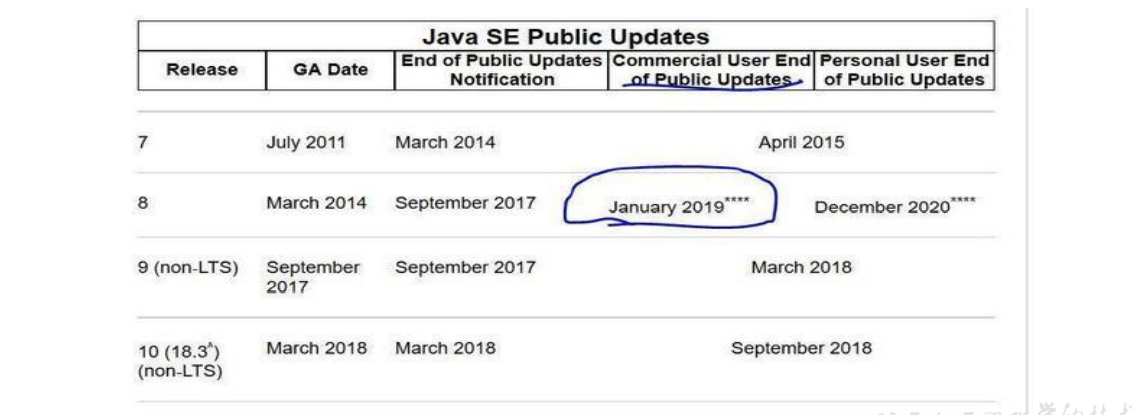 Java SE Public Updates
Release GA Date End of Public Updates Notification Commercial User End of Public Updates Personal User End of Public Updates
7 July 2011 March 2014 April 2015
8 March 2014 September 2017 January 2019**** December 2020****
9 (non-LTS) September 2017 September 2017 March 2018
10 (18.3^) (non-LTS) March 2018 March 2018 September 2018